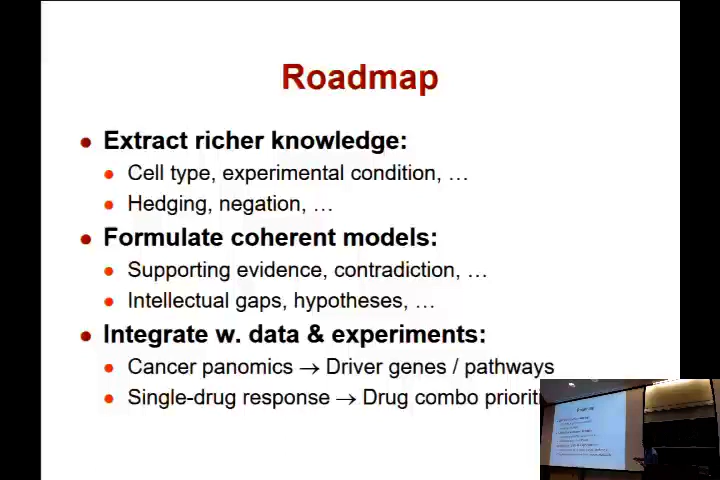 Roadmap
• Extract richer knowledge:
• Cell type, experimental condition, …
• Hedging, negation, …
• Formulate coherent models:
• Supporting evidence, contradiction, …
• Intellectual gaps, hypotheses, …
• Integrate w. data & experiments:
• Cancer panomics → Driver genes / pathways
• Single-drug response → Drug combo